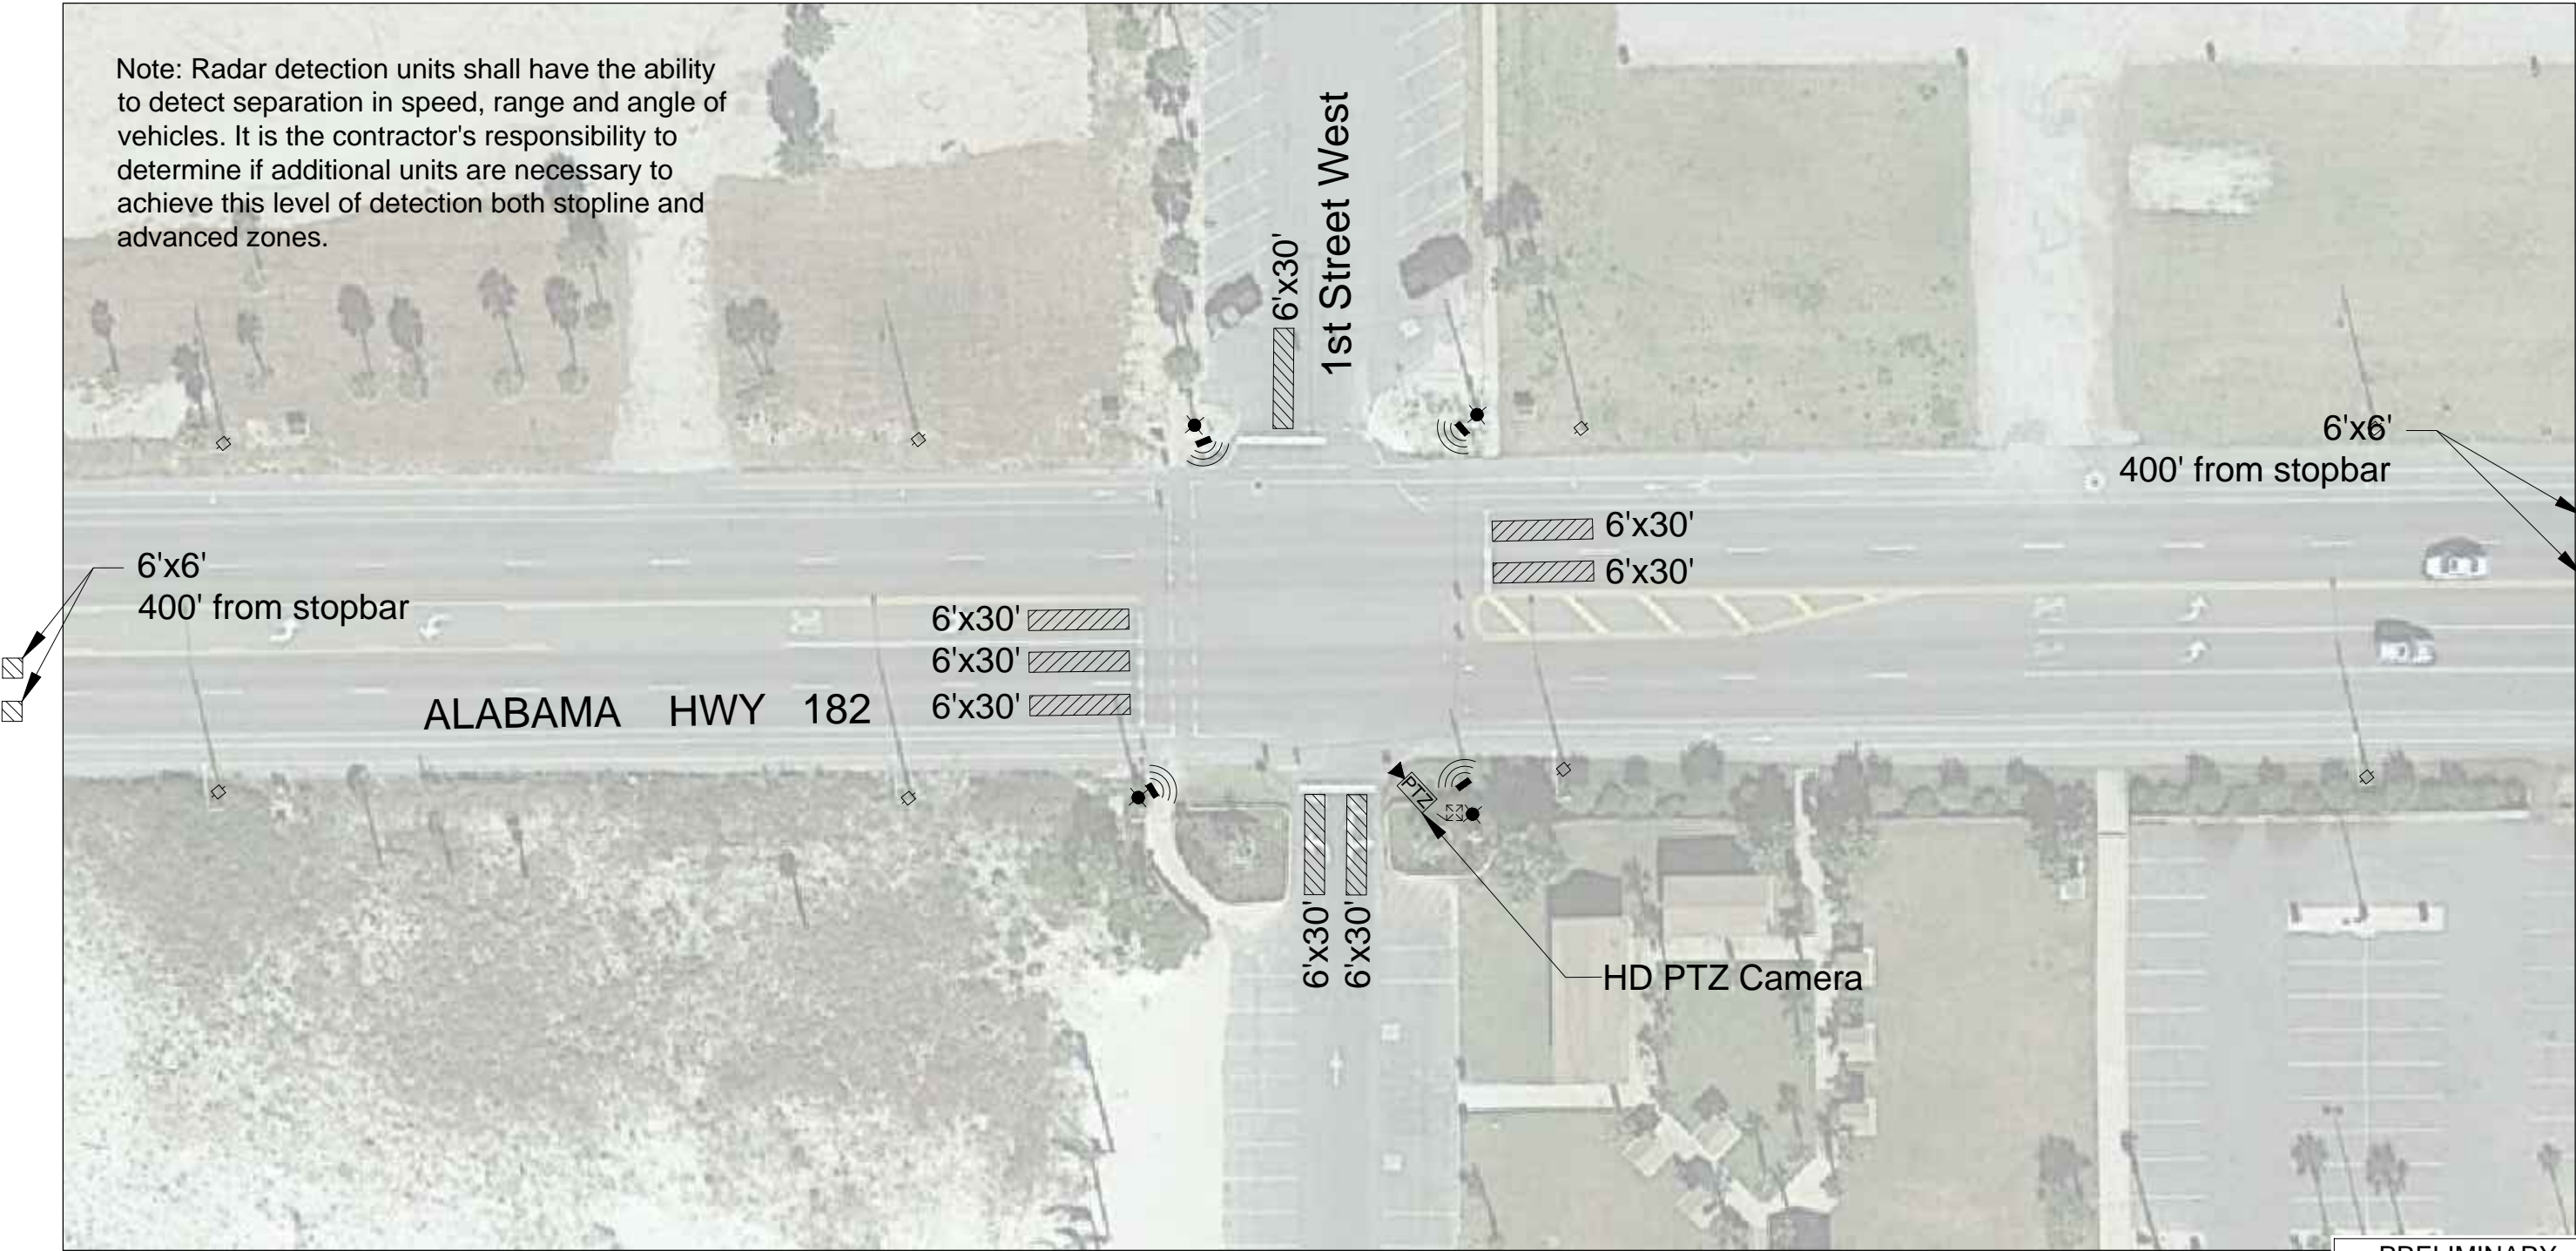 Note: Radar detection units shall have the ability
to detect separation in speed, range and angle of
vehicles. It is the contractor's responsibility to
determine if additional units are necessary to
achieve this level of detection both stopline and
advanced zones.
1st Street West
6'x30'
6'x6'
400' from stopbar
6'x30'
6'x30'
6'x6'
400' from stopbar
6'x30'
6'x30'
6'x30'
ALABAMA HWY 182
PTZ
6'x30'
6'x30'
HD PTZ Camera
PRELIMINARY